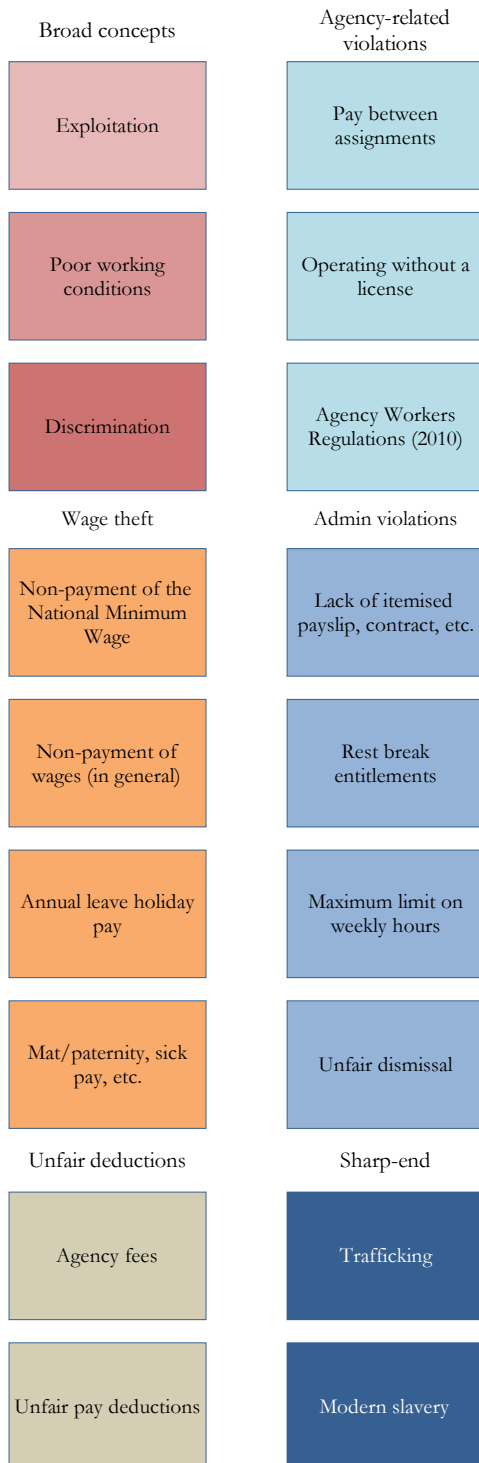 Broad concepts
Exploitation
Poor working
conditions
Discrimination
Agency-related
violations
Pay between
assignments
Operating without a
license
Agency Workers
Regulations (2010)
Wage theft
Non-payment of the
National Minimum
Wage
Non-payment of
wages (in general)
Annual leave holiday
pay
Mat/paternity, sick
pay, etc.
Admin violations
Lack of itemised
payslip, contract, etc.
Rest break
entitlements
Maximum limit on
weekly hours
Unfair dismissal
Unfair deductions
Agency fees
Unfair pay deductions
Sharp-end
Trafficking
Modern slavery